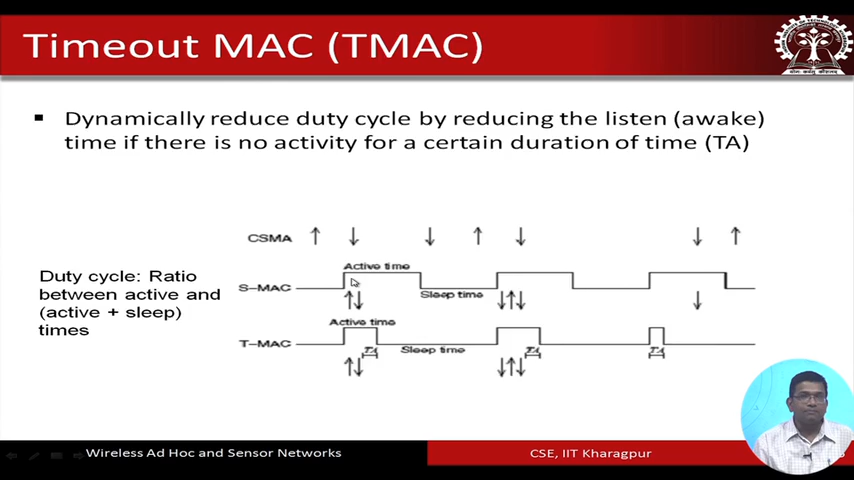 Timeout MAC (TMAC)
Dynamically reduce duty cycle by reducing the listen (awake)
time if there is no activity for a certain duration of time (TA)
CSMA
Duty cycle: Ratio
between active and
(active + sleep)
times
Active time
S-MAC
Sleep time
Active time
T-MAC
TA
Sleep time
TA
TA
Wireless Ad Hoc and Sensor Networks
CSE, IIT Kharagpur